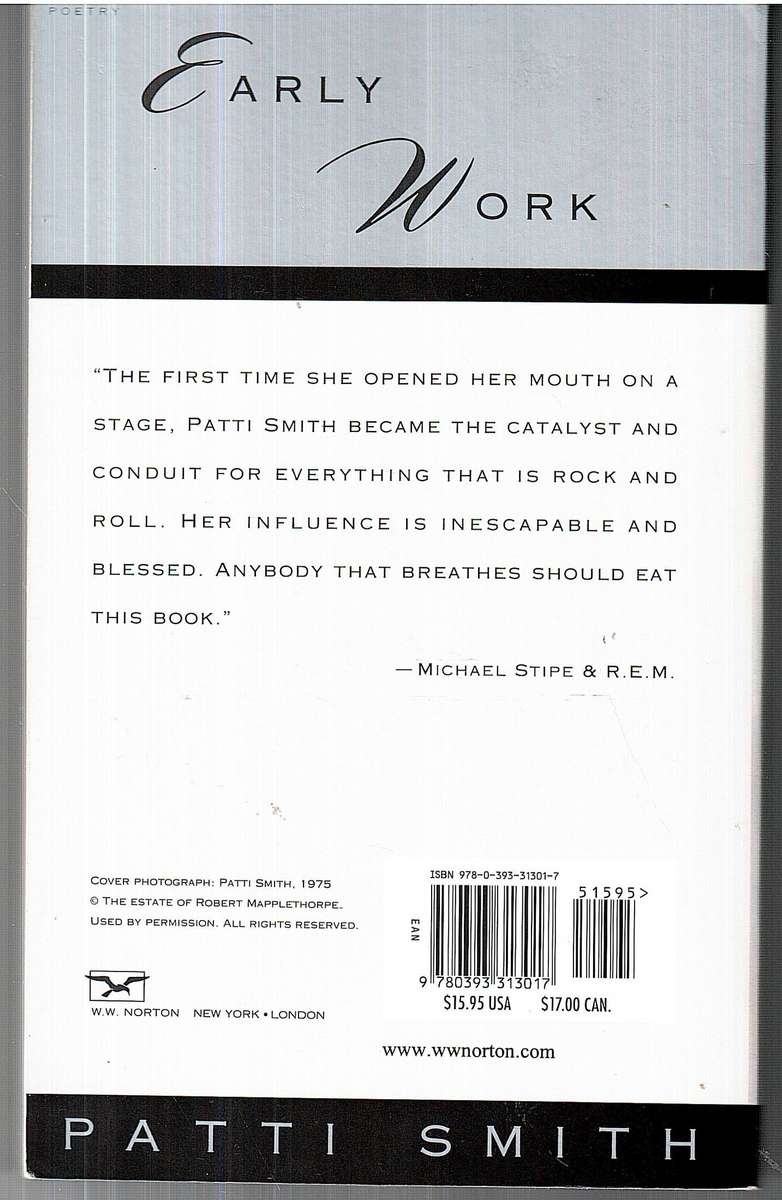 POETRY
EARLY
WORK
“THE FIRST TIME SHE OPENED HER MOUTH ON A
STAGE, PATTI SMITH BECAME THE CATALYST AND
CONDUIT FOR EVERYTHING THAT IS ROCK AND
ROLL. HER INFLUENCE IS INESCAPABLE AND
BLESSED. ANYBODY THAT BREATHES SHOULD EAT
THIS BOOK.”
—MICHAEL STIPE & R.E.M.
COVER PHOTOGRAPH: PATTI SMITH, 1975
© THE ESTATE OF ROBERT MAPPLETHORPE.
USED BY PERMISSION. ALL RIGHTS RESERVED.
W.W. NORTON NEW YORK • LONDON
ISBN 978-0-393-31301-7
51595>
EAN
9 780393 313017
$15.95 USA $17.00 CAN.
www.wwnorton.com
PATTI SMITH